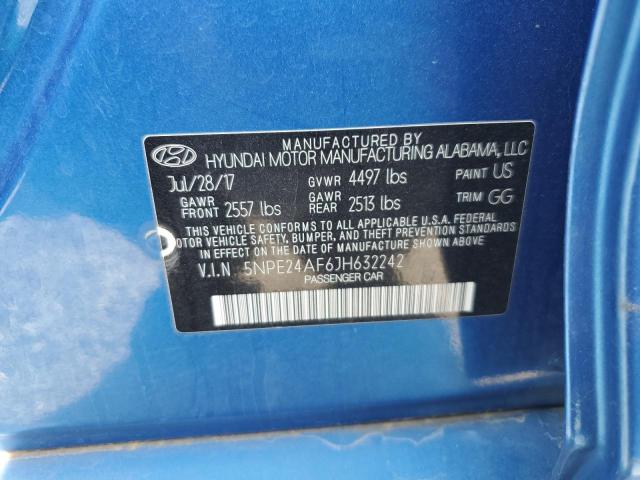 MANUFACTURED BY
HYUNDAI MOTOR MANUFACTURING ALABAMA, LLC
Jul/28/17 GVWR 4497 lbs PAINT US
GAWR FRONT 2557 lbs GAWR REAR 2513 lbs TRIM GG
THIS VEHICLE CONFORMS TO ALL APPLICABLE U.S.A. FEDERAL
MOTOR VEHICLE SAFETY, BUMPER, AND THEFT PREVENTION STANDARDS
IN EFFECT ON THE DATE OF MANUFACTURE SHOWN ABOVE.
V.I.N 5NPE24AF6JH632242
PASSENGER CAR